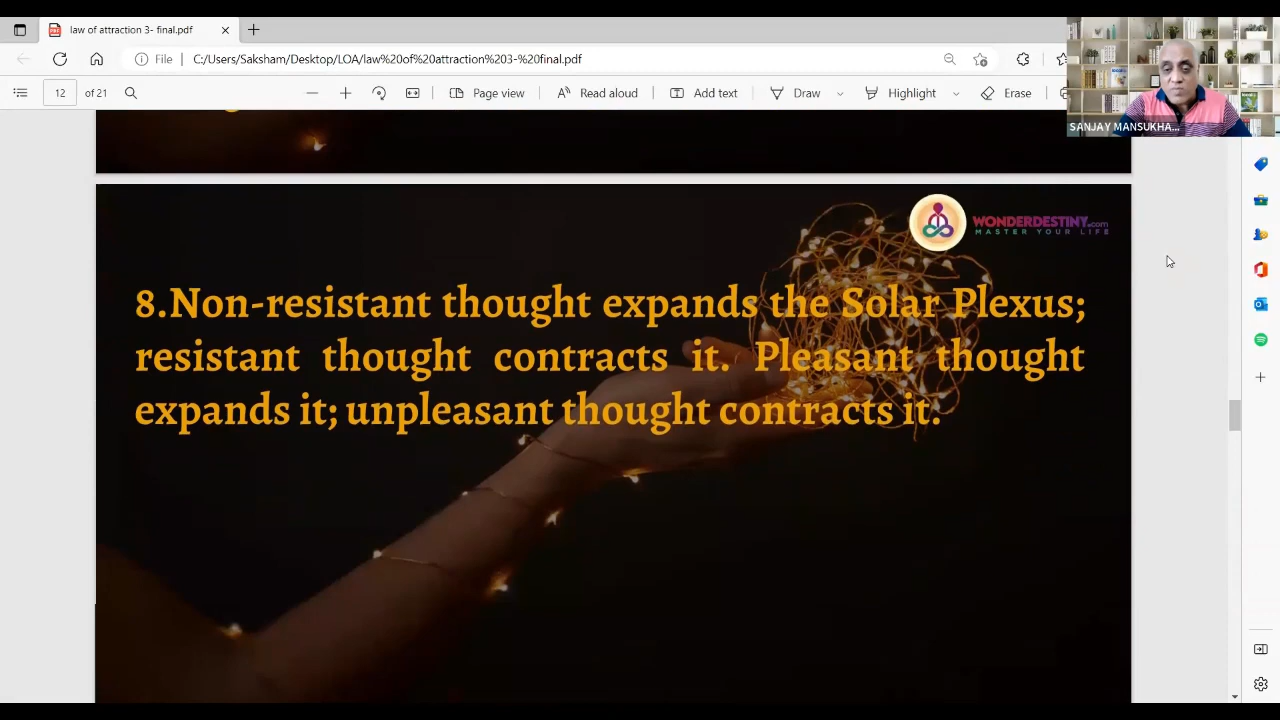 law of attraction 3- final.pdf
File
C:/Users/Saksham/Desktop/LOA/law%20of%20attraction%203-%20final.pdf
12 of 21
Page view
Read aloud
Add text
Draw
Highlight
Erase
SANJAY MANSUKHA...
WONDERDESTINY.com
MASTER YOUR LIFE
8.Non-resistant thought expands the Solar Plexus;
resistant thought contracts it. Pleasant thought
expands it; unpleasant thought contracts it.